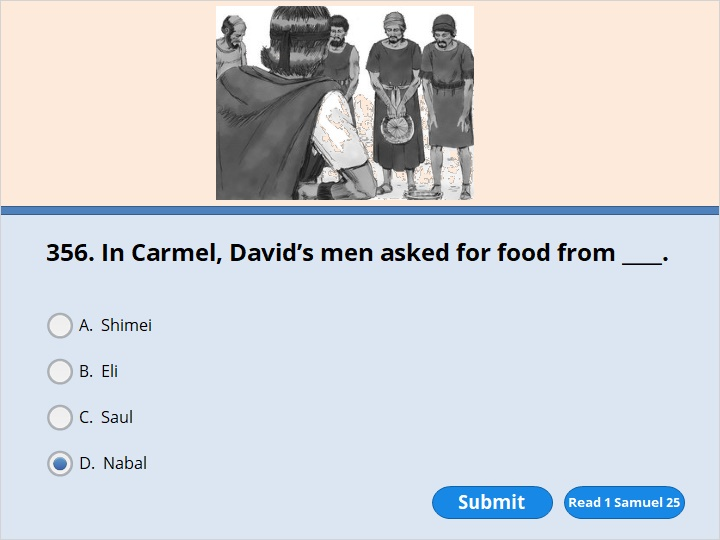 356. In Carmel, David’s men asked for food from ____.
A. Shimei
B. Eli
C. Saul
D. Nabal
Submit
Read 1 Samuel 25